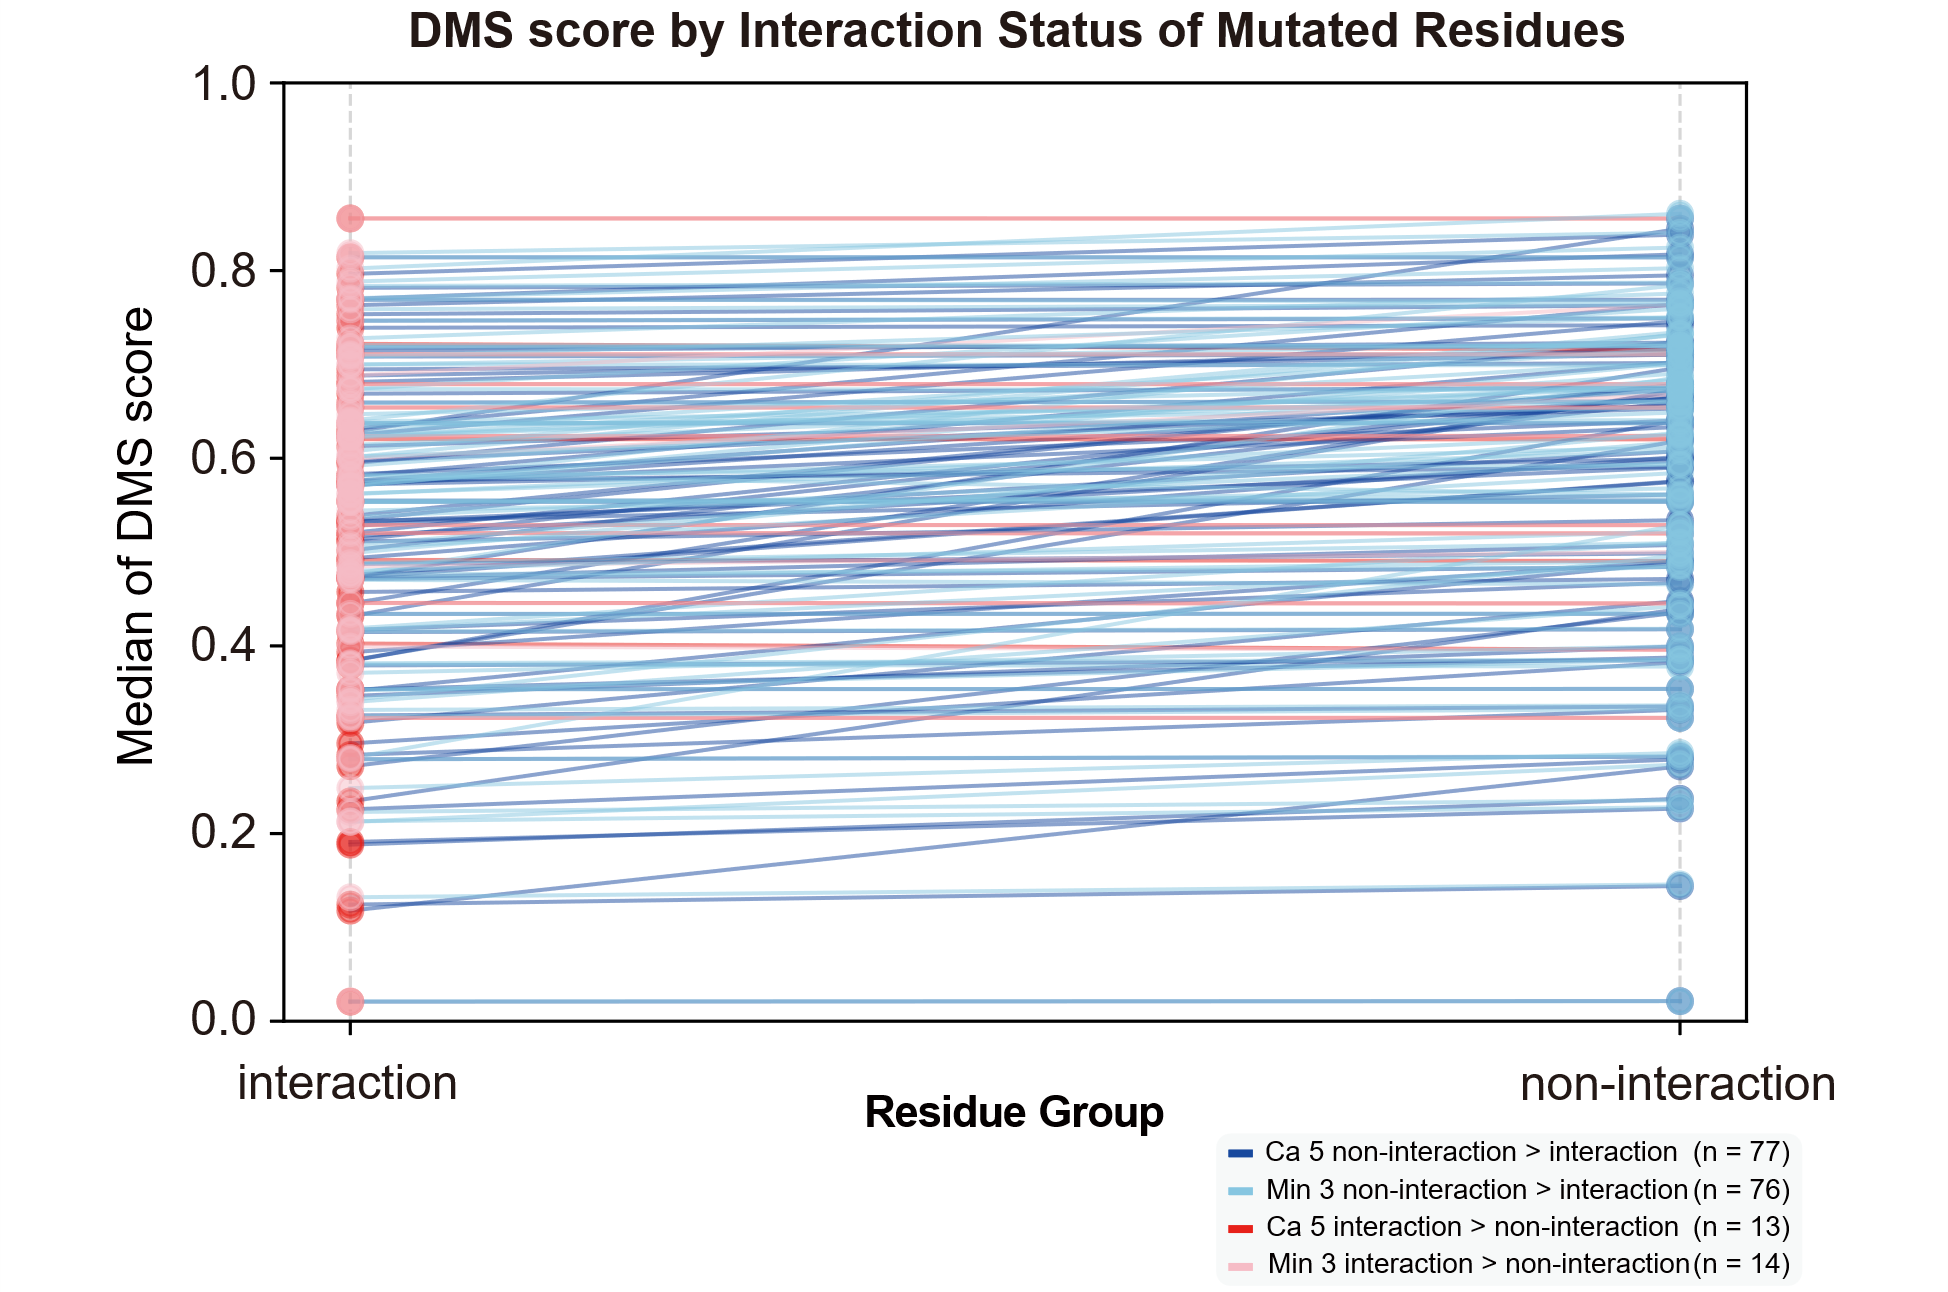 DMS score by Interaction Status of Mutated Residues
1.0
0.8
0.6
0.4
0.2
0.0
Median of DMS score
interaction
non-interaction
Residue Group
Ca 5 non-interaction > interaction (n = 77)
Min 3 non-interaction > interaction (n = 76)
Ca 5 interaction > non-interaction (n = 13)
Min 3 interaction > non-interaction (n = 14)